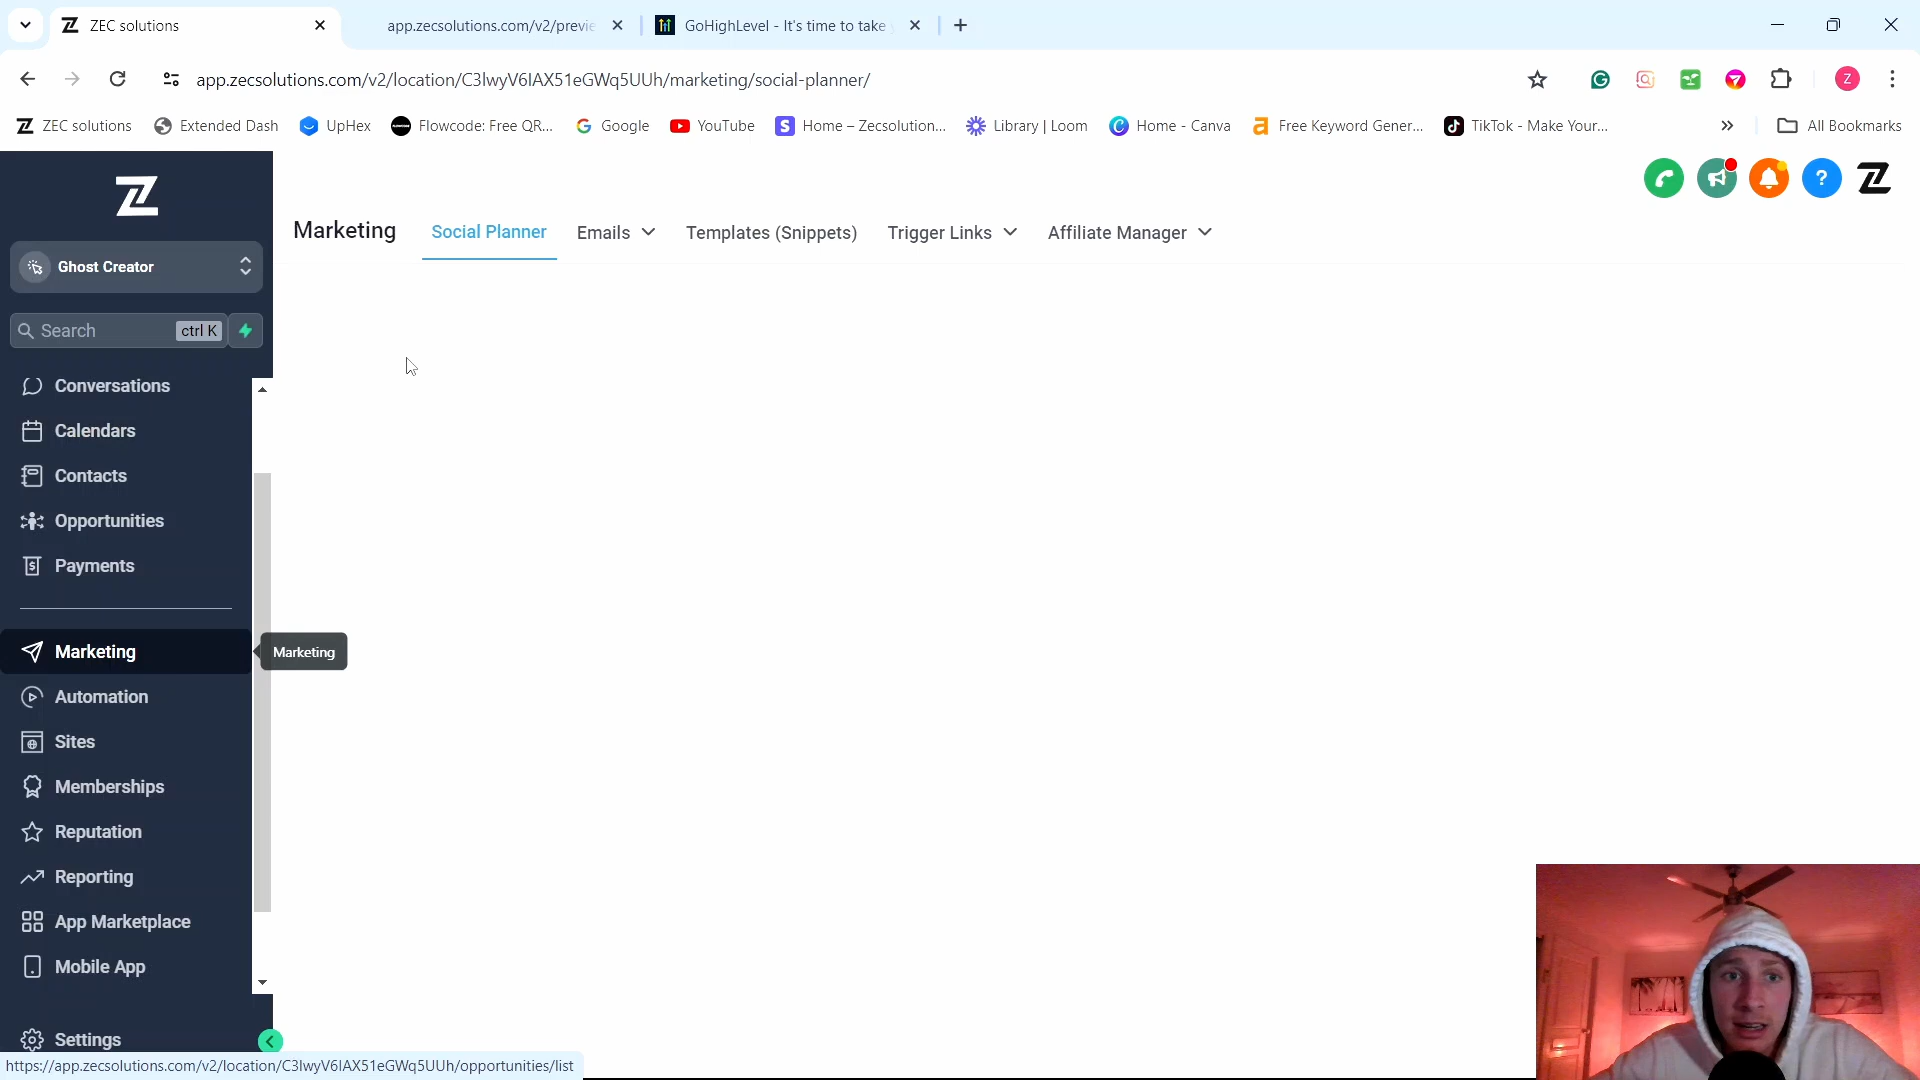 ZEC solutions
app.zecsolutions.com/v2/previe
GoHighLevel - It's time to take
app.zecsolutions.com/v2/location/C3lwyV6IAX51eGWq5UUh/marketing/social-planner/
Z
ZEC solutions
Extended Dash
UpHex
Flowcode: Free QR...
Google
YouTube
Home – Zecsolution...
Library | Loom
Home - Canva
Free Keyword Gener...
TikTok - Make Your...
All Bookmarks
Z
Ghost Creator
Search
ctrl K
Conversations
Calendars
Contacts
Opportunities
Payments
Marketing
Automation
Sites
Memberships
Reputation
Reporting
App Marketplace
Mobile App
Settings
Marketing
Marketing
Social Planner
Emails
Templates (Snippets)
Trigger Links
Affiliate Manager
?
Z
https://app.zecsolutions.com/v2/location/C3lwyV6IAX51eGWq5UUh/opportunities/list